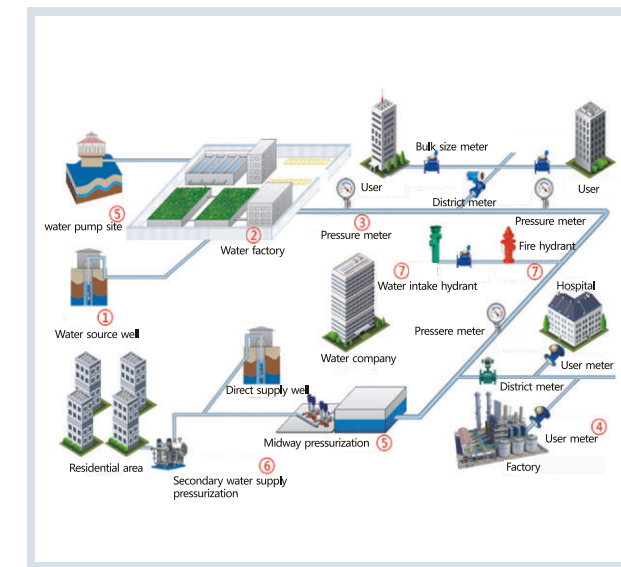 Bulk size meter
User
District meter
User
⑤
water pump site
②
Water factory
③
Pressure meter
Pressure meter
Fire hydrant
⑦
Water intake hydrant
⑦
Hospital
①
Water source well
Water company
Pressere meter
User meter
District meter
Direct supply well
Midway pressurization ⑤
User meter ④
Factory
Residential area
⑥
Secondary water supply
pressurization